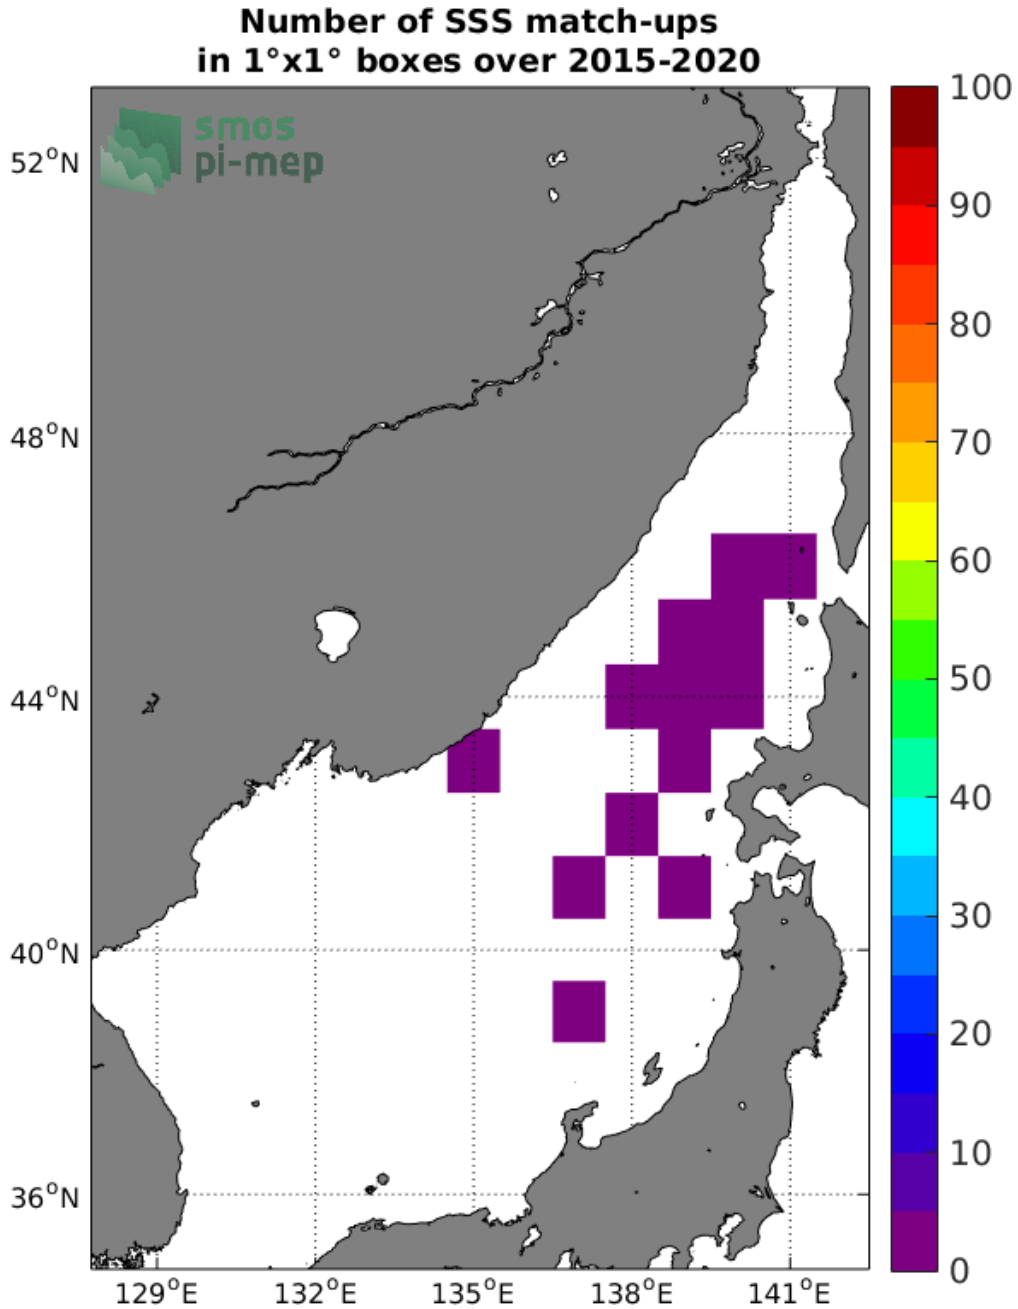 Number of SSS match-ups
in 1°x1° boxes over 2015-2020
smos
pi-mep
52°N
48°N
44°N
40°N
36°N
129°E 132°E 135°E 138°E 141°E
100
90
80
70
60
50
40
30
20
10
0